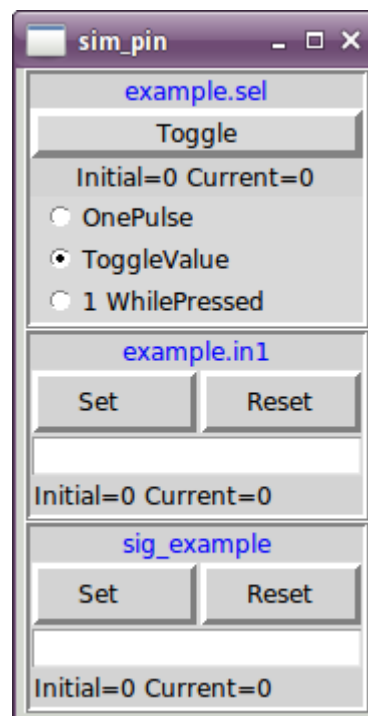 sim_pin
example.sel
Toggle
Initial=0 Current=0
OnePulse
ToggleValue
1 WhilePressed
example.in1
Set Reset
Initial=0 Current=0
sig_example
Set Reset
Initial=0 Current=0